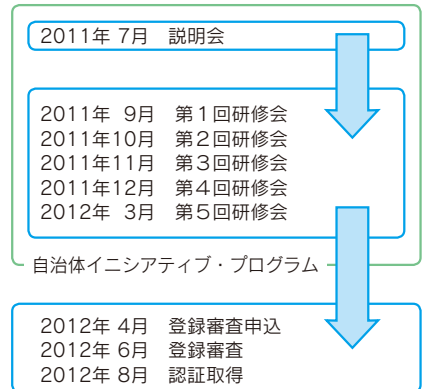 2011年 7月　説明会
2011年 9月　第1回研修会
2011年10月　第2回研修会
2011年11月　第3回研修会
2011年12月　第4回研修会
2012年 3月　第5回研修会
自治体イニシアティブ・プログラム
2012年 4月　登録審査申込
2012年 6月　登録審査
2012年 8月　認証取得